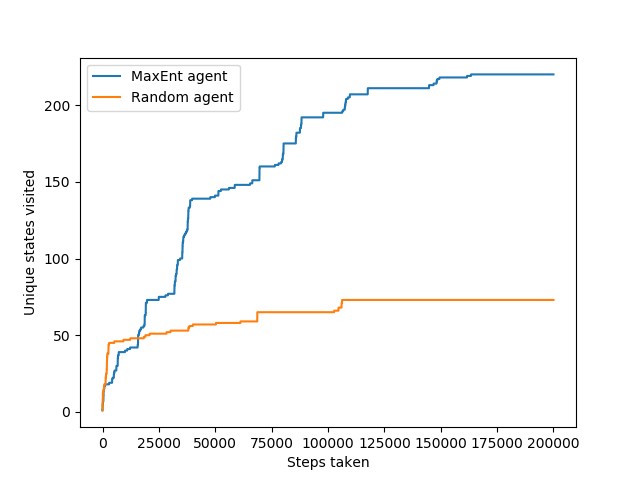 MaxEnt agent
Random agent
Unique states visited
200
150
100
50
0
0 25000 50000 75000 100000 125000 150000 175000 200000
Steps taken